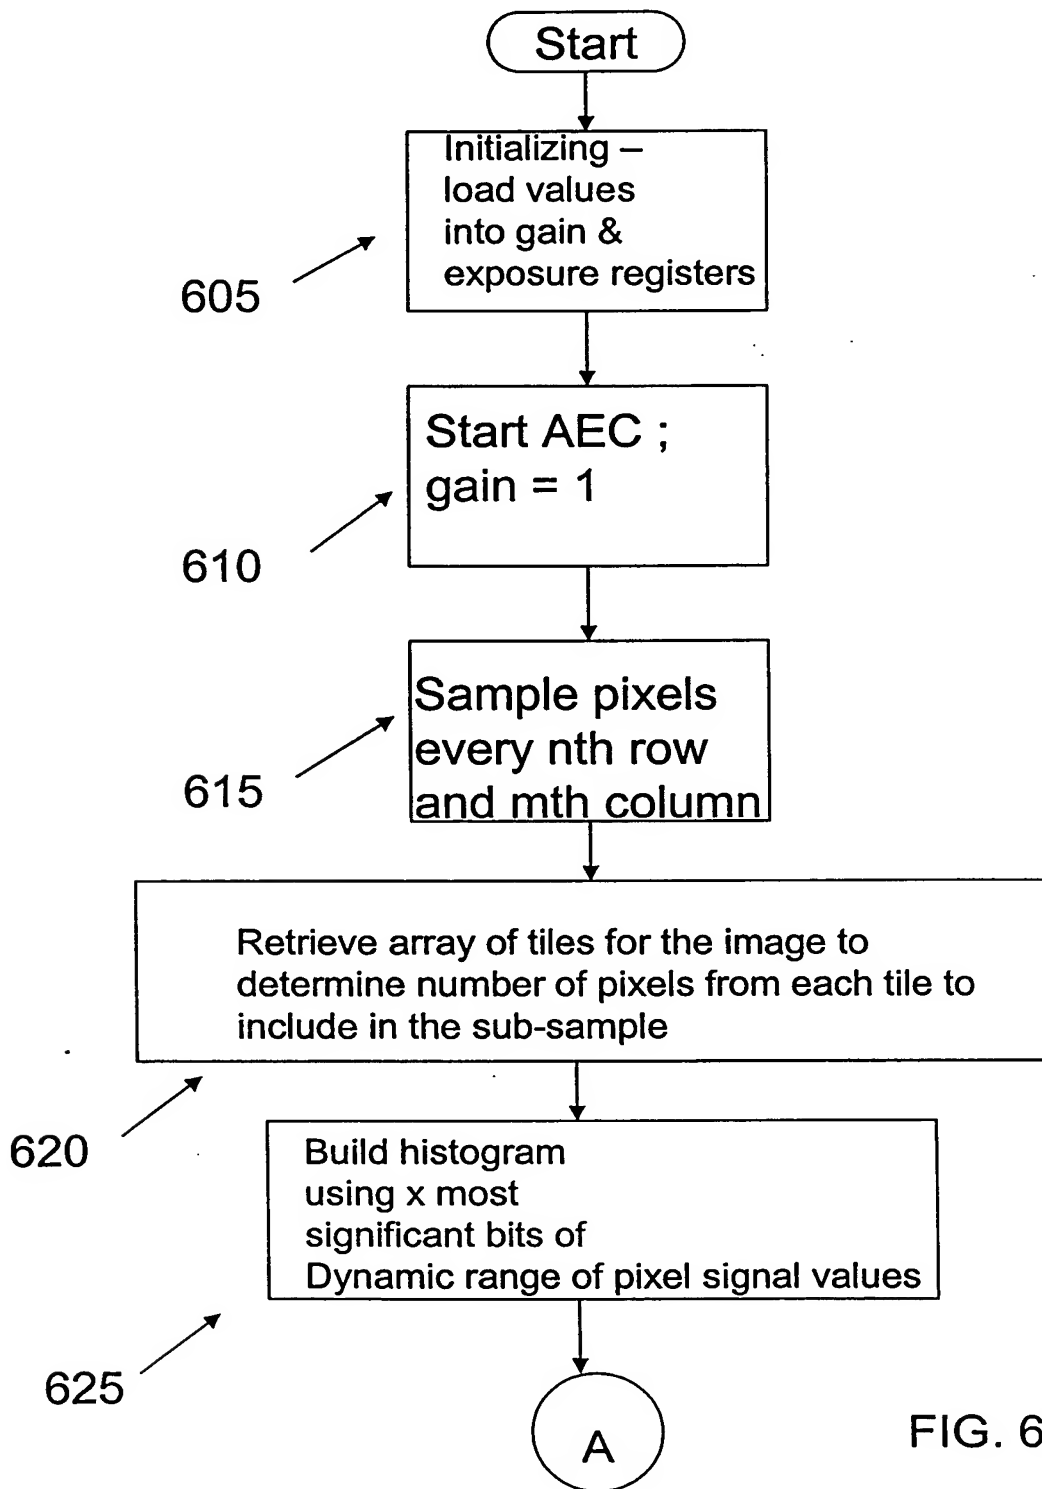 Start
Initializing –
load values
into gain &
exposure registers
605
Start AEC ;
gain = 1
610
Sample pixels
every nth row
and mth column
615
Retrieve array of tiles for the image to
determine number of pixels from each tile to
include in the sub-sample
620
Build histogram
using x most
significant bits of
Dynamic range of pixel signal values
625
A
FIG. 6